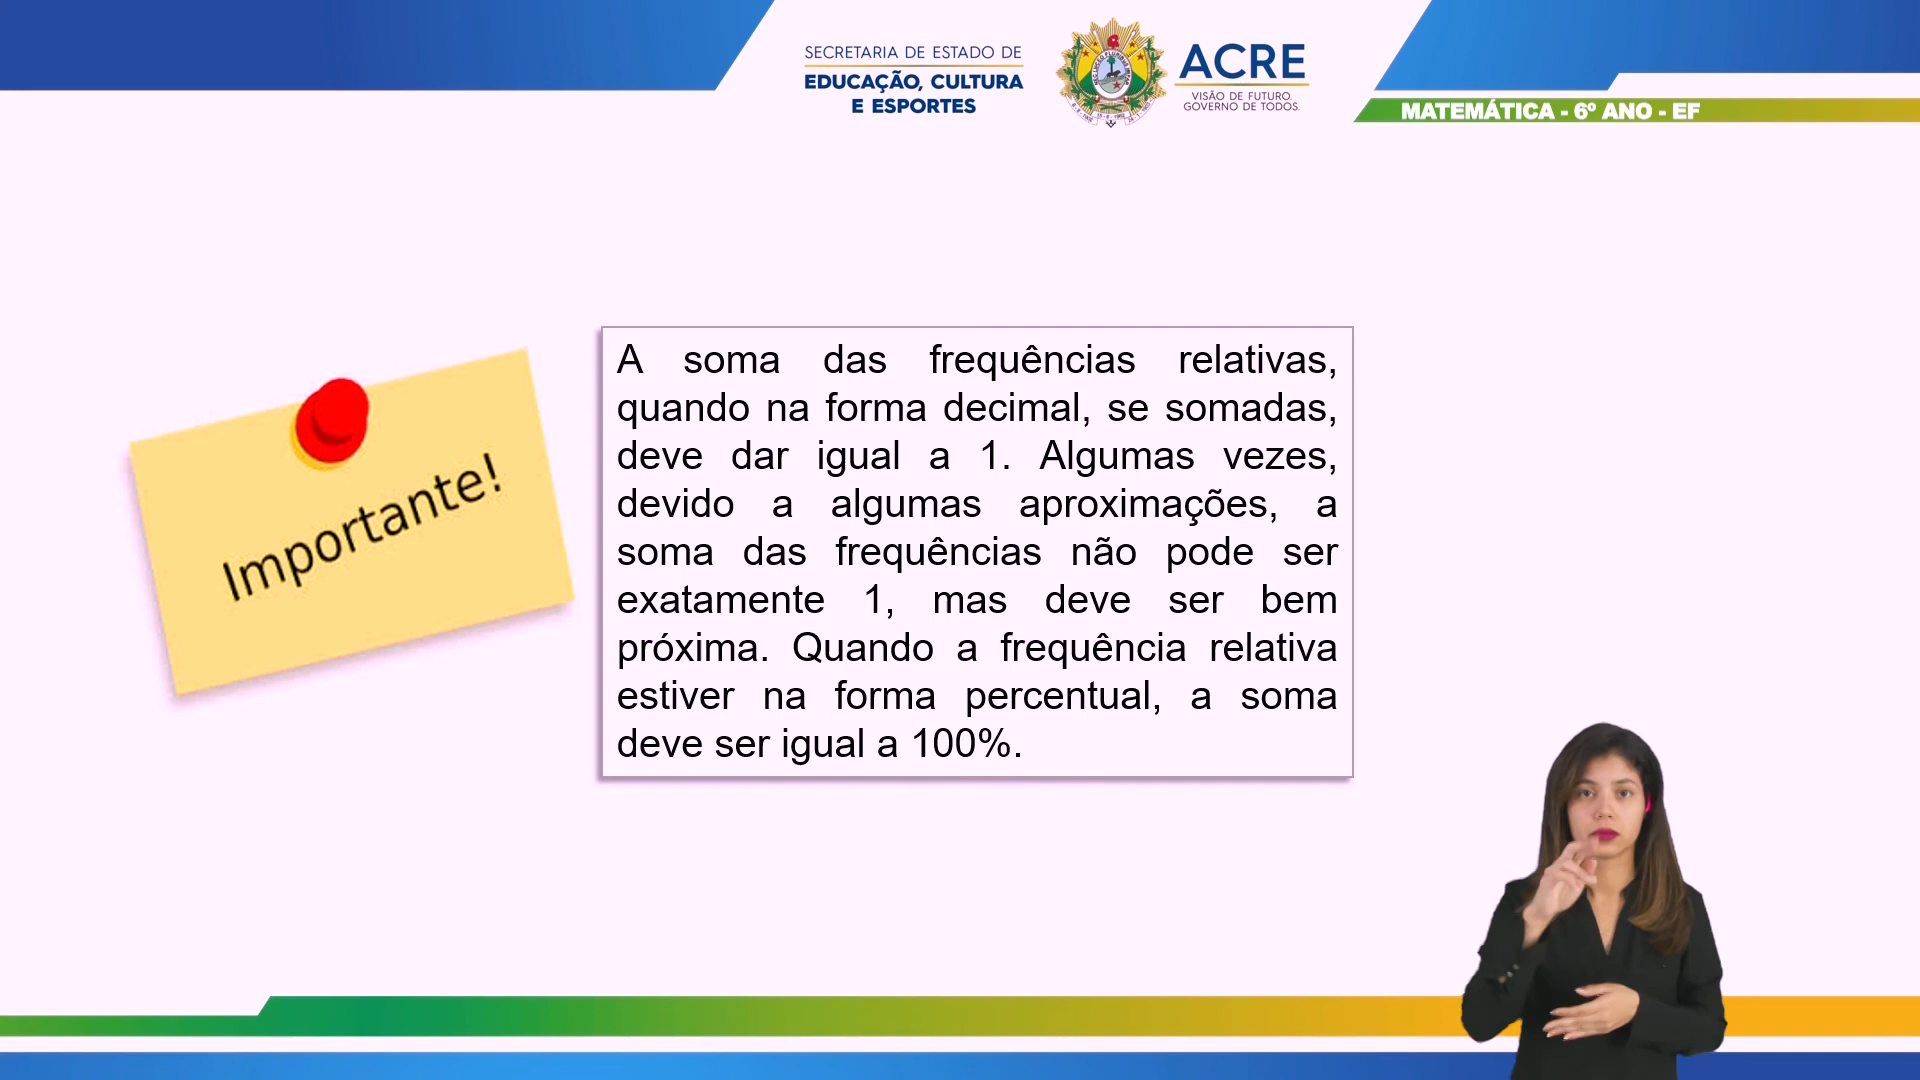 SECRETARIA DE ESTADO DE
EDUCAÇÃO, CULTURA
E ESPORTES
ACRE
VISÃO DE FUTURO.
GOVERNO DE TODOS.
MATEMÁTICA - 6º ANO - EF
Importante!
A soma das frequências relativas,
quando na forma decimal, se somadas,
deve dar igual a 1. Algumas vezes,
devido a algumas aproximações, a
soma das frequências não pode ser
exatamente 1, mas deve ser bem
próxima. Quando a frequência relativa
estiver na forma percentual, a soma
deve ser igual a 100%.